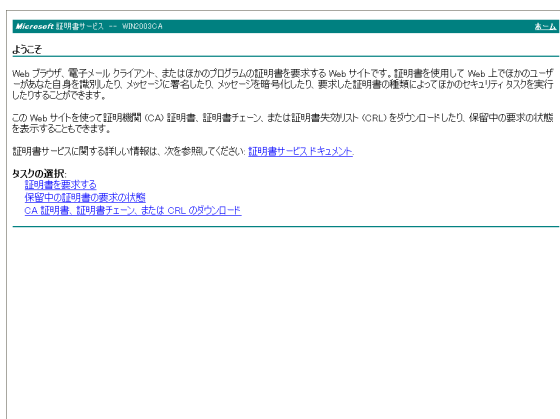 Microsoft 証明書サービス -- WIN2003CA ホーム
ようこそ
Web ブラウザ、電子メール クライアント、またはほかのプログラムの証明書を要求する Web サイトです。証明書を使用して Web 上でほかのユーザ
ーがあなた自身を識別したり、メッセージに署名したり、メッセージを暗号化したり、要求した証明書の種類によってほかのセキュリティ タスクを実行
したりすることができます。
この Web サイトを使って証明機関 (CA) 証明書、証明書チェーン、または証明書失効リスト (CRL) をダウンロードしたり、保留中の要求の状態
を表示することもできます。
証明書サービスに関する詳しい情報は、次を参照してください: 証明書サービス ドキュメント.
タスクの選択:
証明書を要求する
保留中の証明書の要求の状態
CA 証明書、証明書チェーン、または CRL のダウンロード